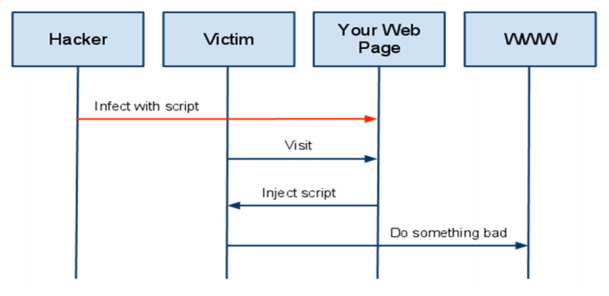 Hacker
Victim
Your Web
Page
WWW
Infect with script
Visit
Inject script
Do something bad